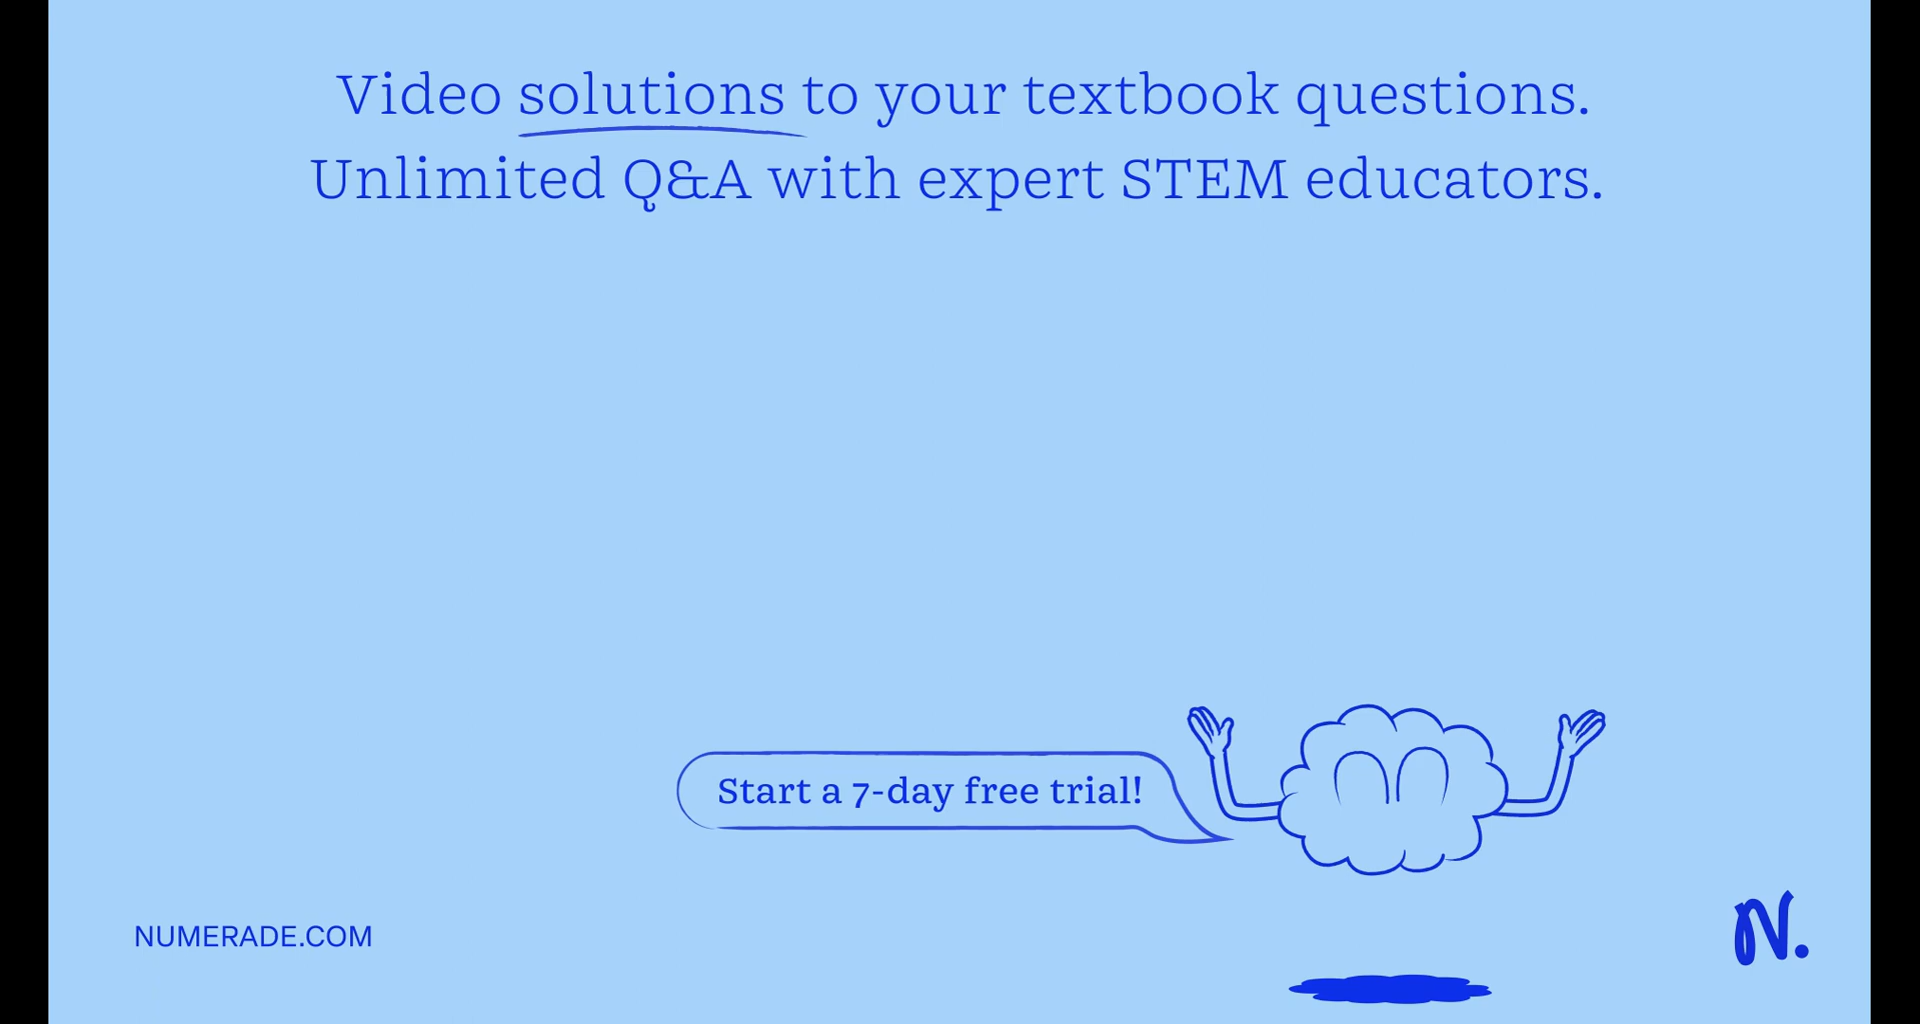 Video solutions to your textbook questions.
Unlimited Q&A with expert STEM educators.
Start a 7-day free trial!
NUMERADE.COM
N.